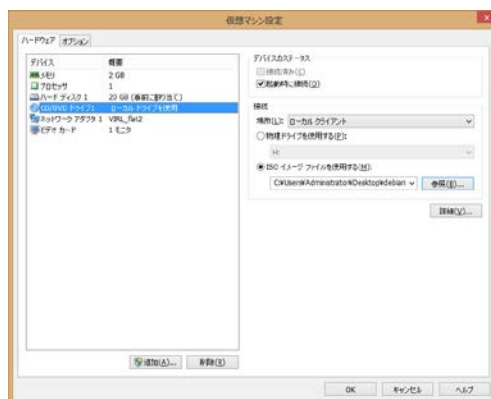 仮想マシン設定
ハードウェア オプション
デバイス 概要
メモリ 2 GB
プロセッサ 1
ハード ディスク 1 20 GB (事前に割り当て)
CD/DVD ドライブ 1 ローカル ドライブを使用
ネットワーク アダプタ 1 VIRL_flat2
ビデオ カード 1 モニタ
追加(A)... 削除(R)
デバイスのステータス
接続済み(C)
起動時に接続(O)
接続
場所(L): ローカル クライアント
物理ドライブを使用する(P):
H:
ISO イメージ ファイルを使用する(M):
C:¥Users¥Administrator¥Desktop¥debian 参照(B)...
詳細(V)...
OK キャンセル ヘルプ